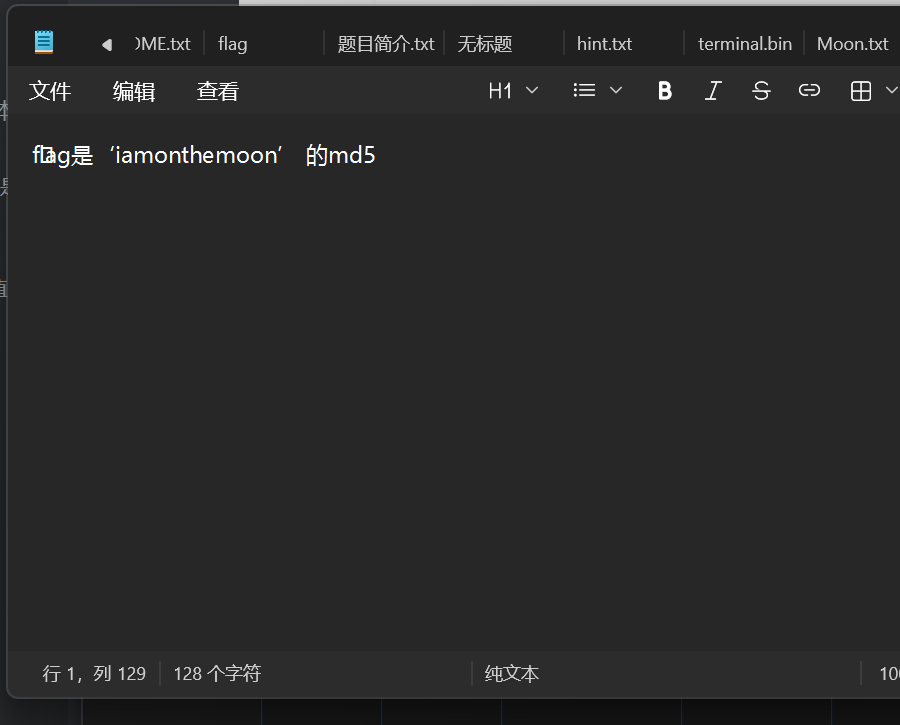 OME.txt flag 题目简介.txt 无标题 hint.txt terminal.bin Moon.txt
文件 编辑 查看 H1 B I S
flag是‘iamonthemoon’ 的md5
行 1，列 129 128 个字符 纯文本 100